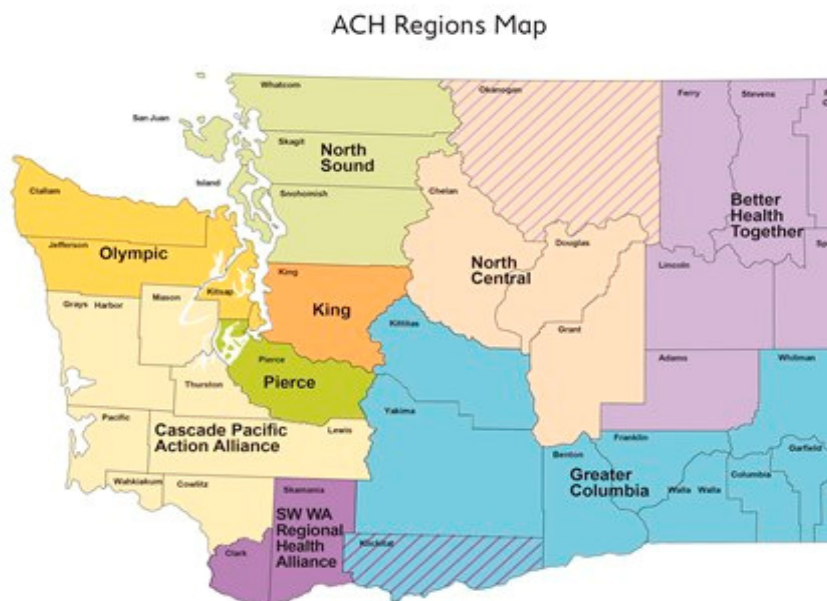 ACH Regions Map
Whatcom
Okanogan
Ferry
Stevens
San Juan
Skagit
North
Sound
Island
Snohomish
Chelan
Better
Health
Together
Clallam
Jefferson
Olympic
Douglas
North
Central
King
King
Lincoln
Kitsap
Mason
Grays Harbor
Kittitas
Grant
Pierce
Pierce
Adams
Whitman
Thurston
Yakima
Pacific
Lewis
Cascade Pacific
Action Alliance
Franklin
Benton
Garfield
Greater
Columbia
Columbia
Walla Walla
Wahkiakum
Cowlitz
Skamania
SW WA
Regional
Health
Alliance
Clark
Klickitat